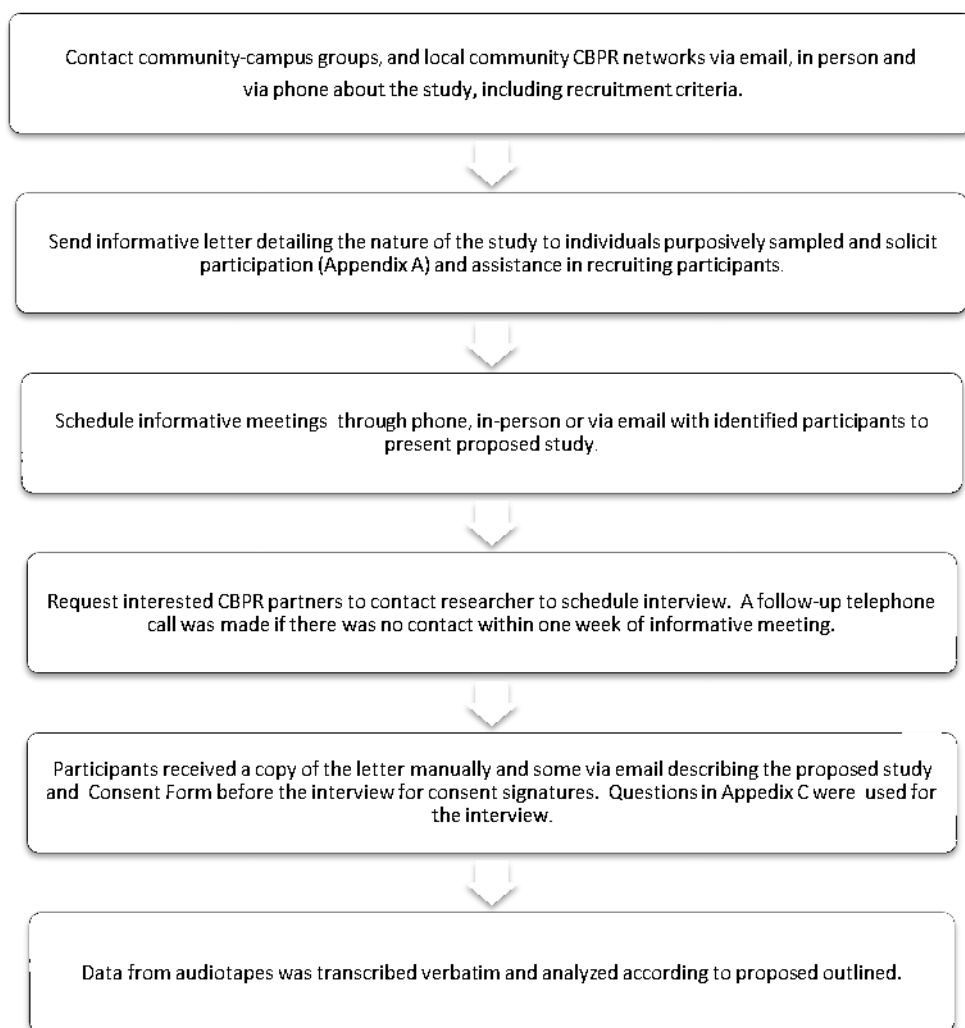 Contact community-campus groups, and local community CBPR networks via email, in person and
via phone about the study, including recruitment criteria.
Send informative letter detailing the nature of the study to individuals purposively sampled and solicit
participation (Appendix A) and assistance in recruiting participants.
Schedule informative meetings through phone, in-person or via email with identified participants to
present proposed study.
Request interested CBPR partners to contact researcher to schedule interview. A follow-up telephone
call was made if there was no contact within one week of informative meeting.
Participants received a copy of the letter manually and some via email describing the proposed study
and Consent Form before the interview for consent signatures. Questions in Appedix C were used for
the interview.
Data from audiotapes was transcribed verbatim and analyzed according to proposed outlined.